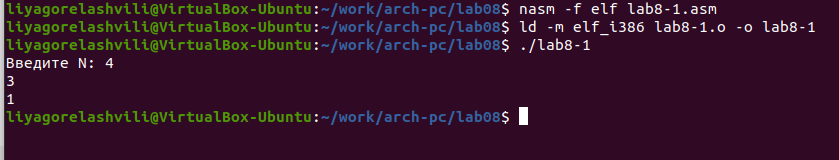 liyagorelashvili@VirtualBox-Ubuntu:~/work/arch-pc/lab08$ nasm -f elf lab8-1.asm
liyagorelashvili@VirtualBox-Ubuntu:~/work/arch-pc/lab08$ ld -m elf_i386 lab8-1.o -o lab8-1
liyagorelashvili@VirtualBox-Ubuntu:~/work/arch-pc/lab08$ ./lab8-1
Введите N: 4
3
1
liyagorelashvili@VirtualBox-Ubuntu:~/work/arch-pc/lab08$